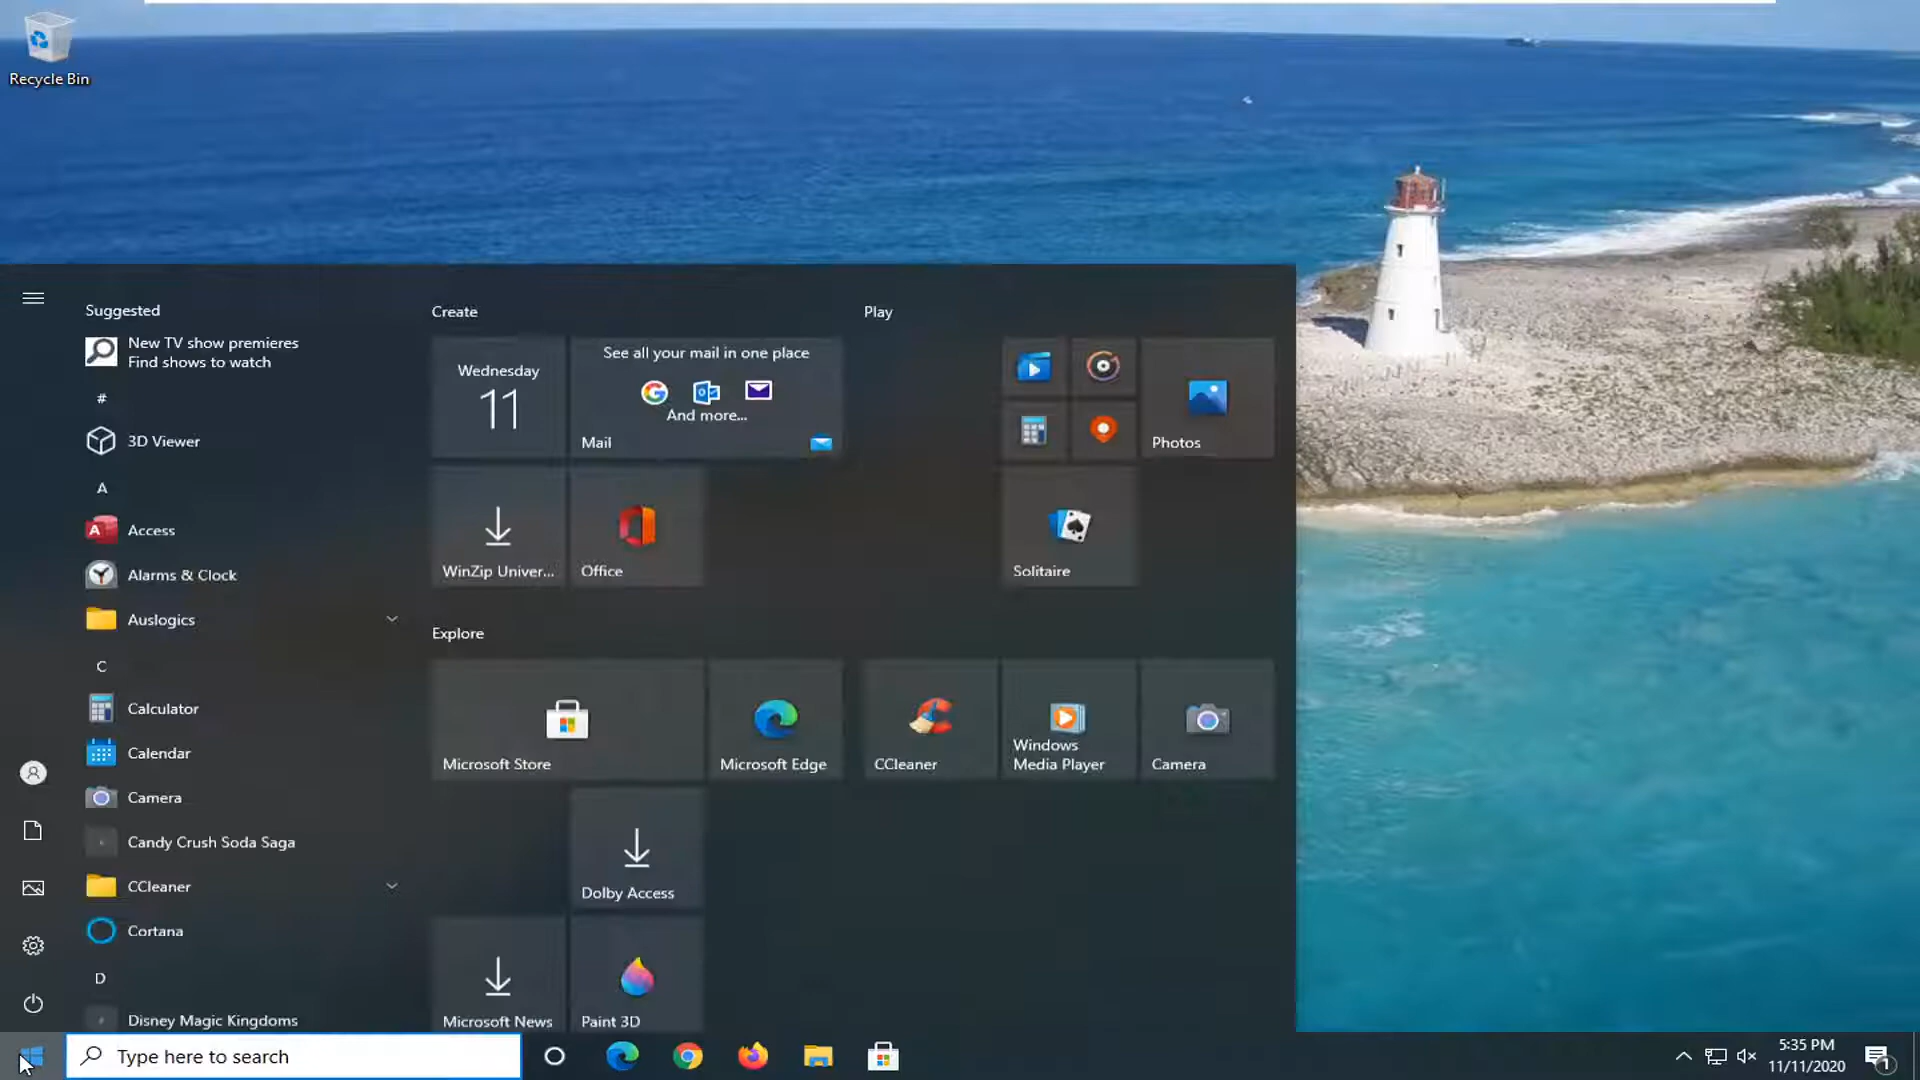 Recycle Bin
Suggested
New TV show premieres
Find shows to watch
#
3D Viewer
A
Access
Alarms & Clock
Auslogics
C
Calculator
Calendar
Camera
Candy Crush Soda Saga
CCleaner
Cortana
D
Disney Magic Kingdoms
Create
Wednesday
11
See all your mail in one place
And more...
Mail
WinZip Univer...
Office
Explore
Microsoft Store
Microsoft Edge
Dolby Access
Microsoft News
Paint 3D
Play
Photos
Solitaire
CCleaner
Windows
Media Player
Camera
Type here to search
5:35 PM
11/11/2020
1